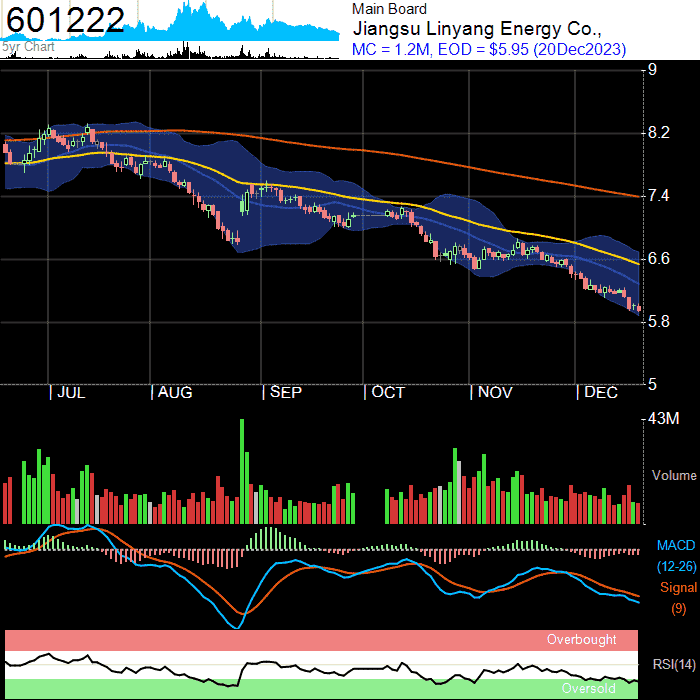 601222
5yr Chart
Main Board
Jiangsu Linyang Energy Co.,
MC = 1.2M, EOD = $5.95 (20Dec2023)
9
8.2
7.4
6.6
5.8
5
| JUL | AUG | SEP | OCT | NOV | DEC
43M
Volume
MACD
(12-26)
Signal
(9)
Overbought
RSI(14)
Oversold